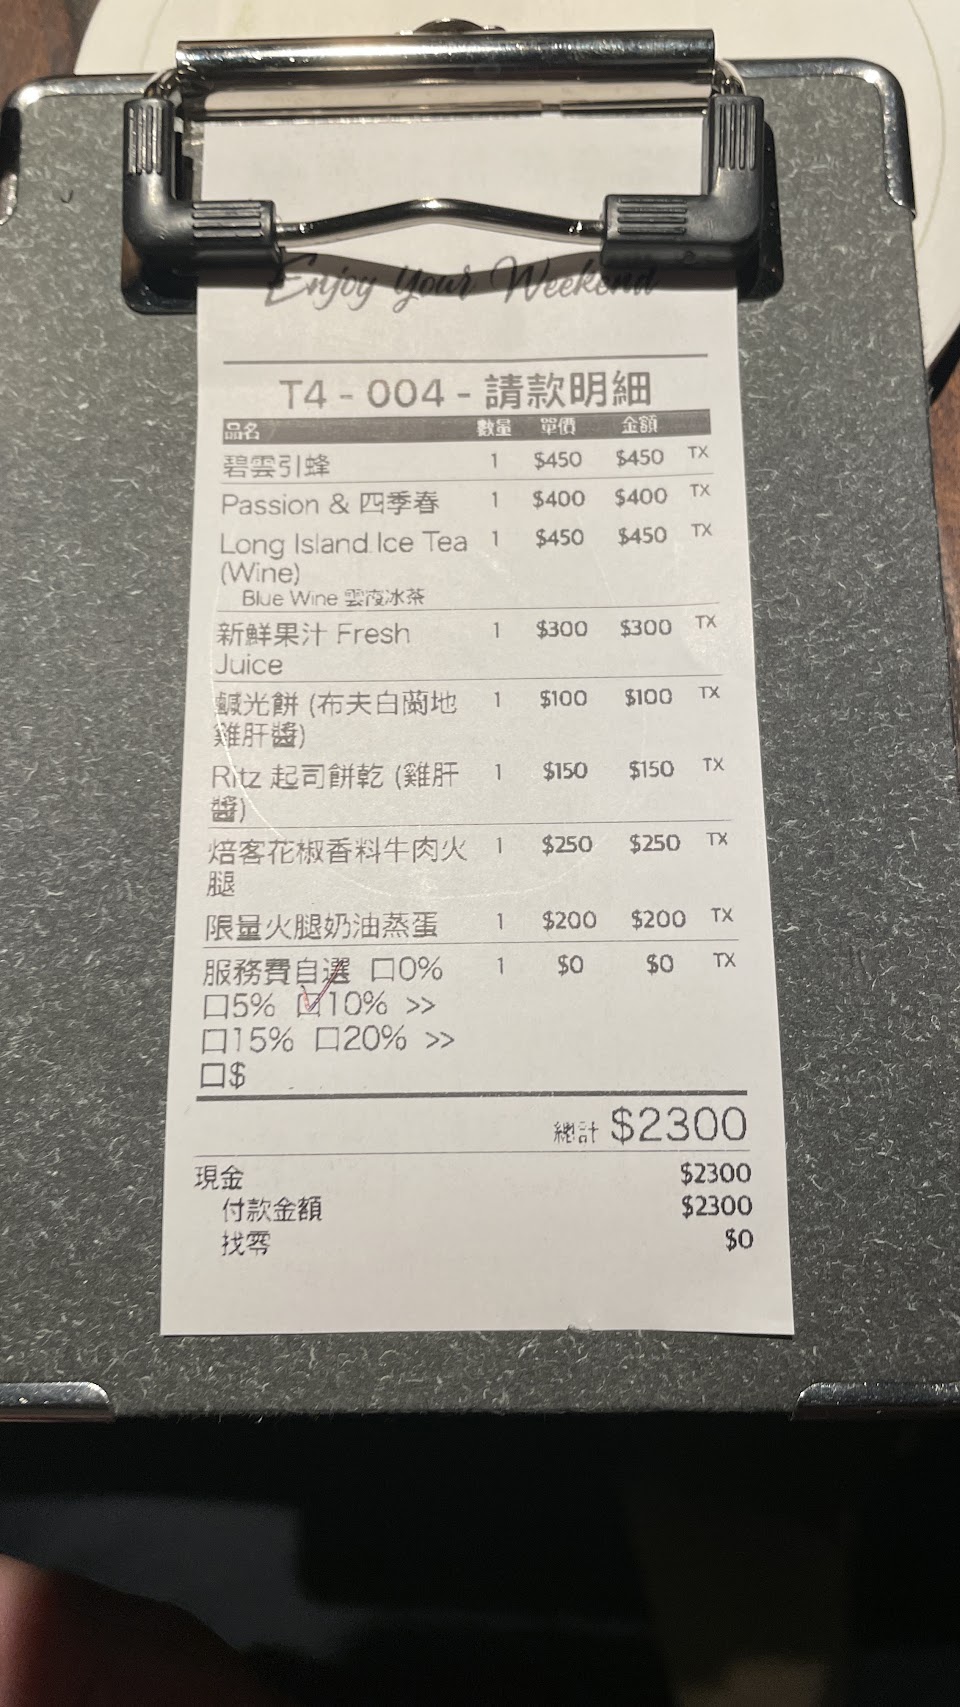 Enjoy Your Weekend
T4 - 004 - 請款明細
品名 數量 單價 金額
碧雲引蜂 1 $450 $450 TX
Passion & 四季春 1 $400 $400 TX
Long Island Ice Tea 1 $450 $450 TX
(Wine)
Blue Wine 雲夜冰茶
新鮮果汁 Fresh 1 $300 $300 TX
Juice
鹹光餅 (布夫白蘭地 1 $100 $100 TX
雞肝醬)
Ritz 起司餅乾 (雞肝 1 $150 $150 TX
醬)
焙客花椒香料牛肉火 1 $250 $250 TX
腿
限量火腿奶油蒸蛋 1 $200 $200 TX
服務費自選 口0% 1 $0 $0 TX
口5% 口10% >>
口15% 口20% >>
口$
總計 $2300
現金 $2300
付款金額 $2300
找零 $0